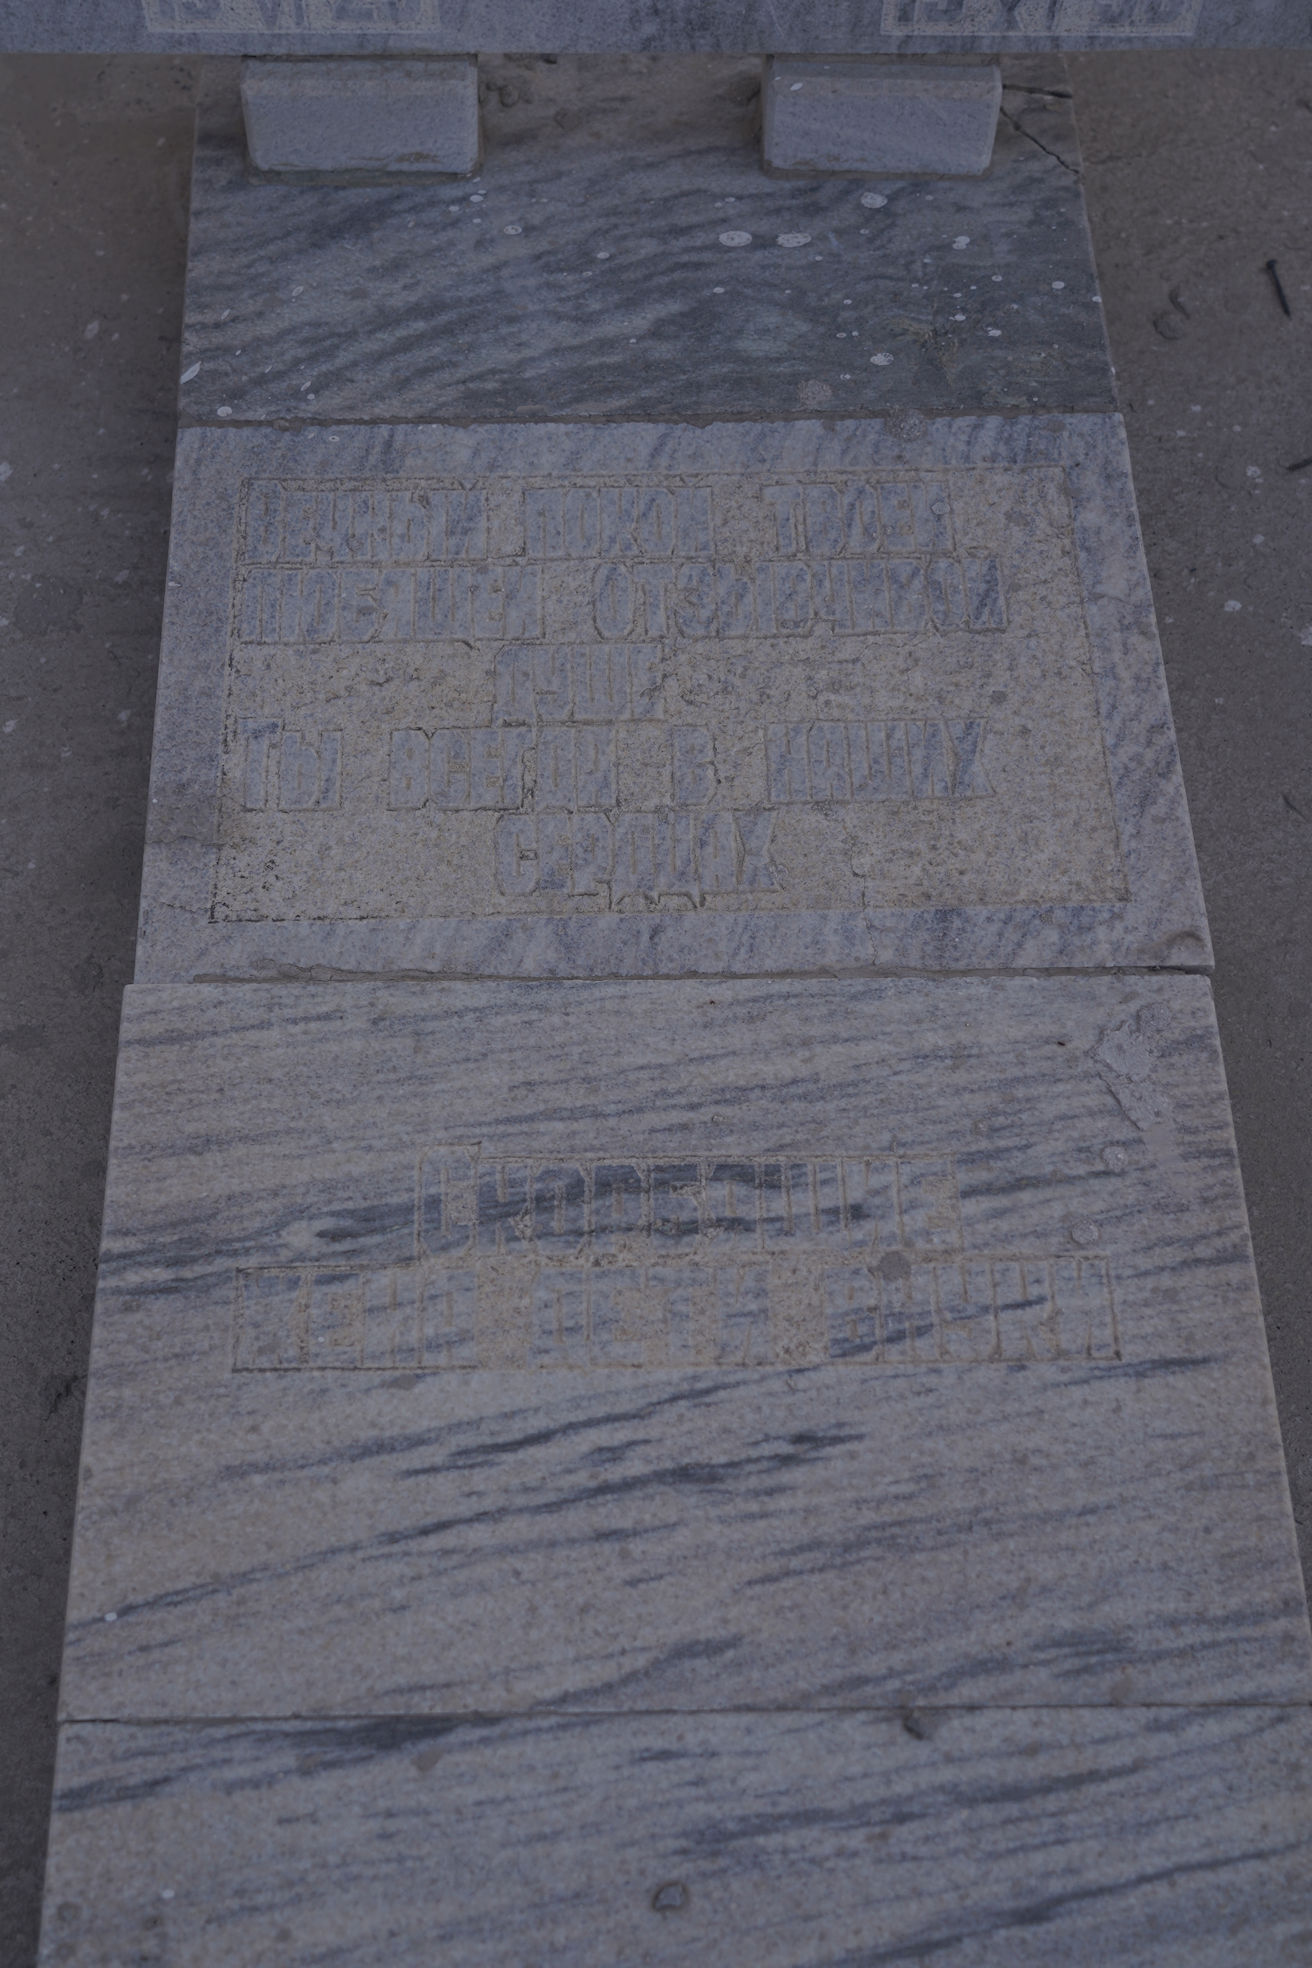 Вечный покой твоей
любящей отзывчивой
душе
Ты всегда в наших
сердцах
Скорбящие
жена дети внуки